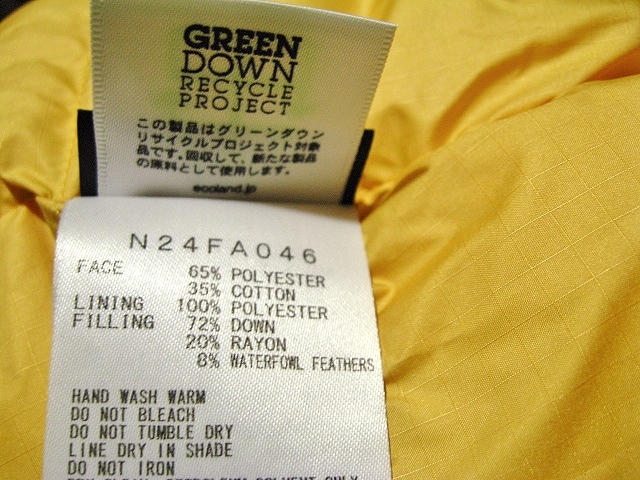 GREEN
DOWN
RECYCLE
PROJECT
この製品はグリーンダウン
リサイクルプロジェクト対象
品です。回収して、新たな製品
の原料として使用します。
ecoland.jp
N24FA046
FACE 65% POLYESTER
35% COTTON
LINING 100% POLYESTER
FILLING 72% DOWN
20% RAYON
8% WATERFOWL FEATHERS
HAND WASH WARM
DO NOT BLEACH
DO NOT TUMBLE DRY
LINE DRY IN SHADE
DO NOT IRON